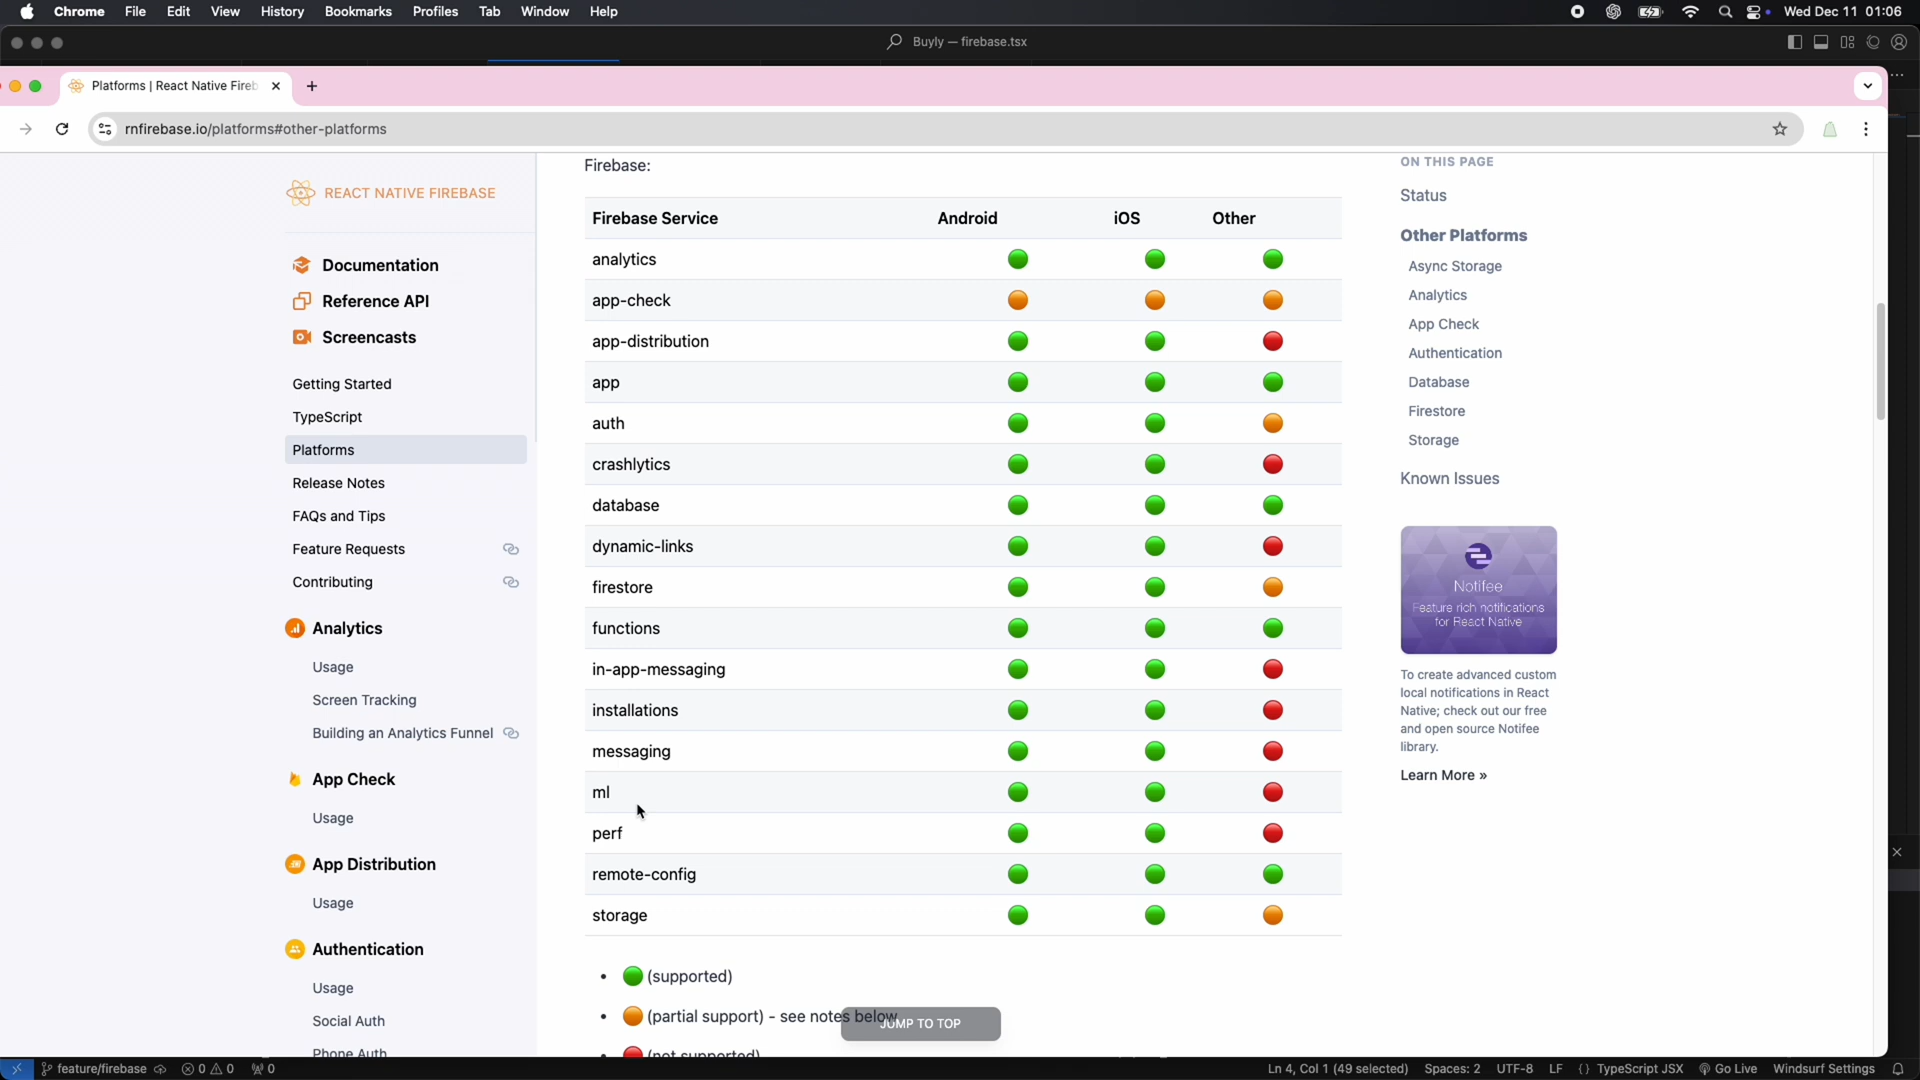 Chrome File Edit View History Bookmarks Profiles Tab Window Help Wed Dec 11 01:06
Buyly — firebase.tsx
Platforms | React Native Fireb
rnfirebase.io/platforms#other-platforms
REACT NATIVE FIREBASE
Documentation
Reference API
Screencasts
Getting Started
TypeScript
Platforms
Release Notes
FAQs and Tips
Feature Requests
Contributing
Analytics
Usage
Screen Tracking
Building an Analytics Funnel
App Check
Usage
App Distribution
Usage
Authentication
Usage
Social Auth
Phone Auth
Firebase:
Firebase Service Android iOS Other
analytics
app-check
app-distribution
app
auth
crashlytics
database
dynamic-links
firestore
functions
in-app-messaging
installations
messaging
ml
perf
remote-config
storage
• (supported)
• (partial support) - see notes below
JUMP TO TOP
• (not supported)
ON THIS PAGE
Status
Other Platforms
Async Storage
Analytics
App Check
Authentication
Database
Firestore
Storage
Known Issues
Notifee
Feature rich notifications
for React Native
To create advanced custom
local notifications in React
Native; check out our free
and open source Notifee
library.
Learn More »
feature/firebase 0 0 0 Ln 4, Col 1 (49 selected) Spaces: 2 UTF-8 LF {} TypeScript JSX Go Live Windsurf Settings